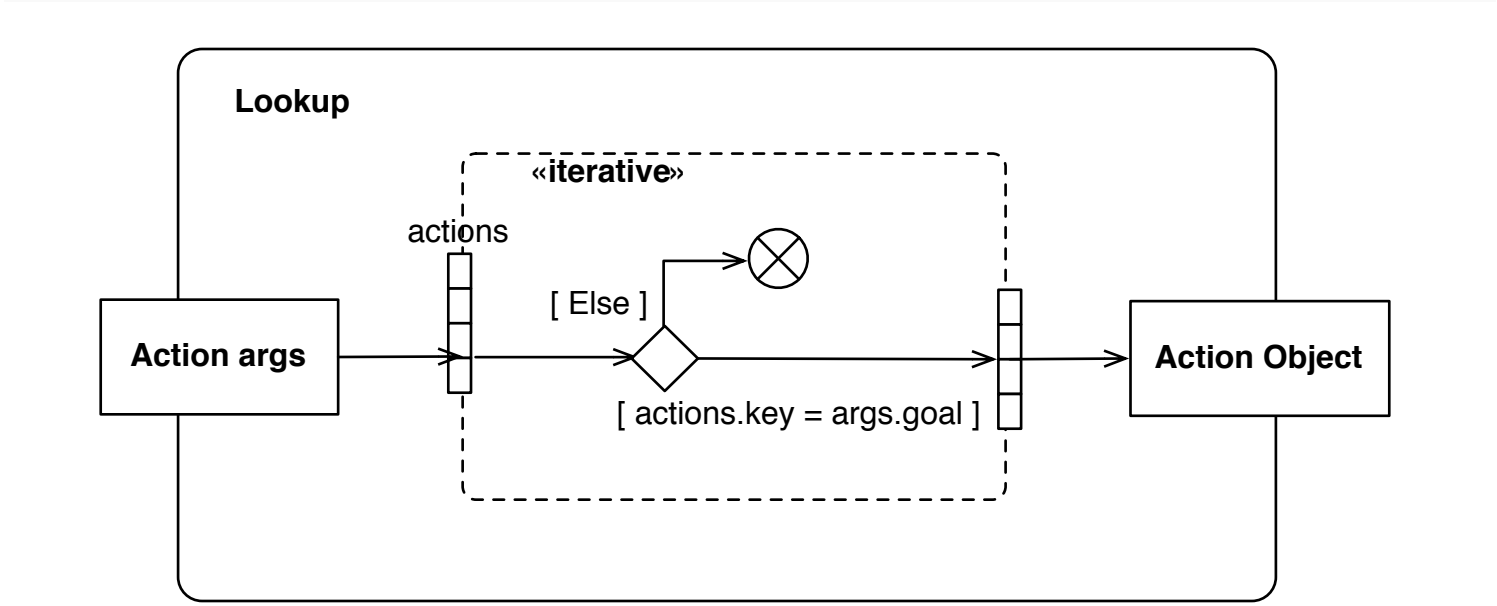 Lookup
«iterative»
actions
[ Else ]
Action args
Action Object
[ actions.key = args.goal ]